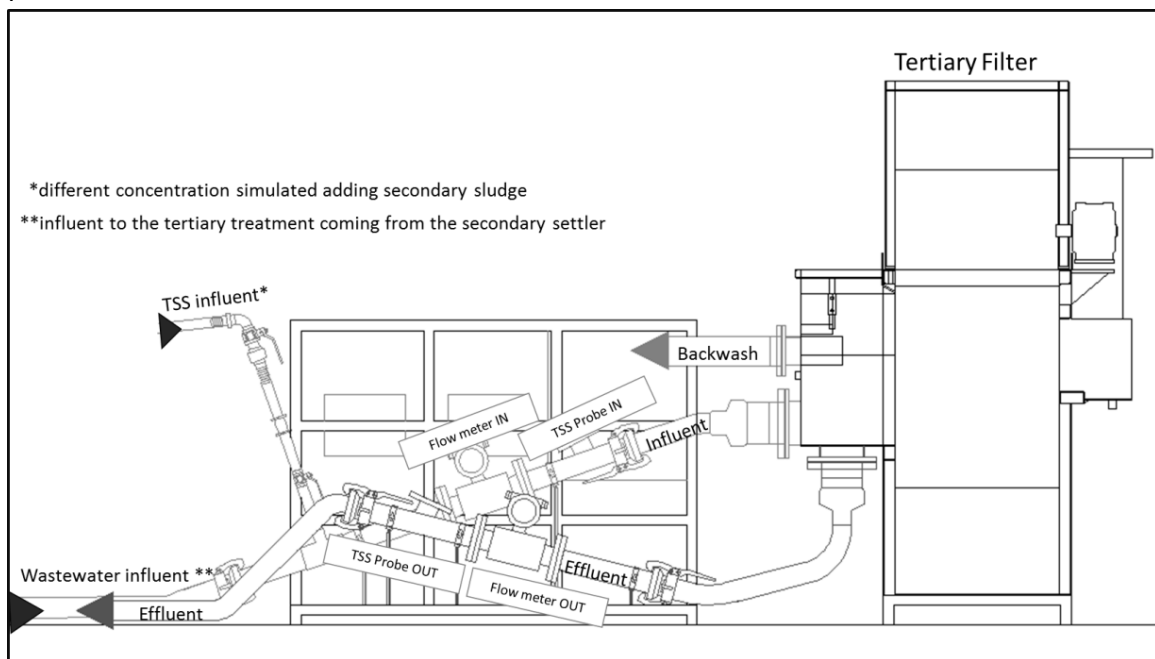 Tertiary Filter
*different concentration simulated adding secondary sludge
**influent to the tertiary treatment coming from the secondary settler
TSS influent*
Backwash
Flow meter IN
TSS Probe IN
Influent
TSS Probe OUT
Effluent
Flow meter OUT
Wastewater influent **
Effluent